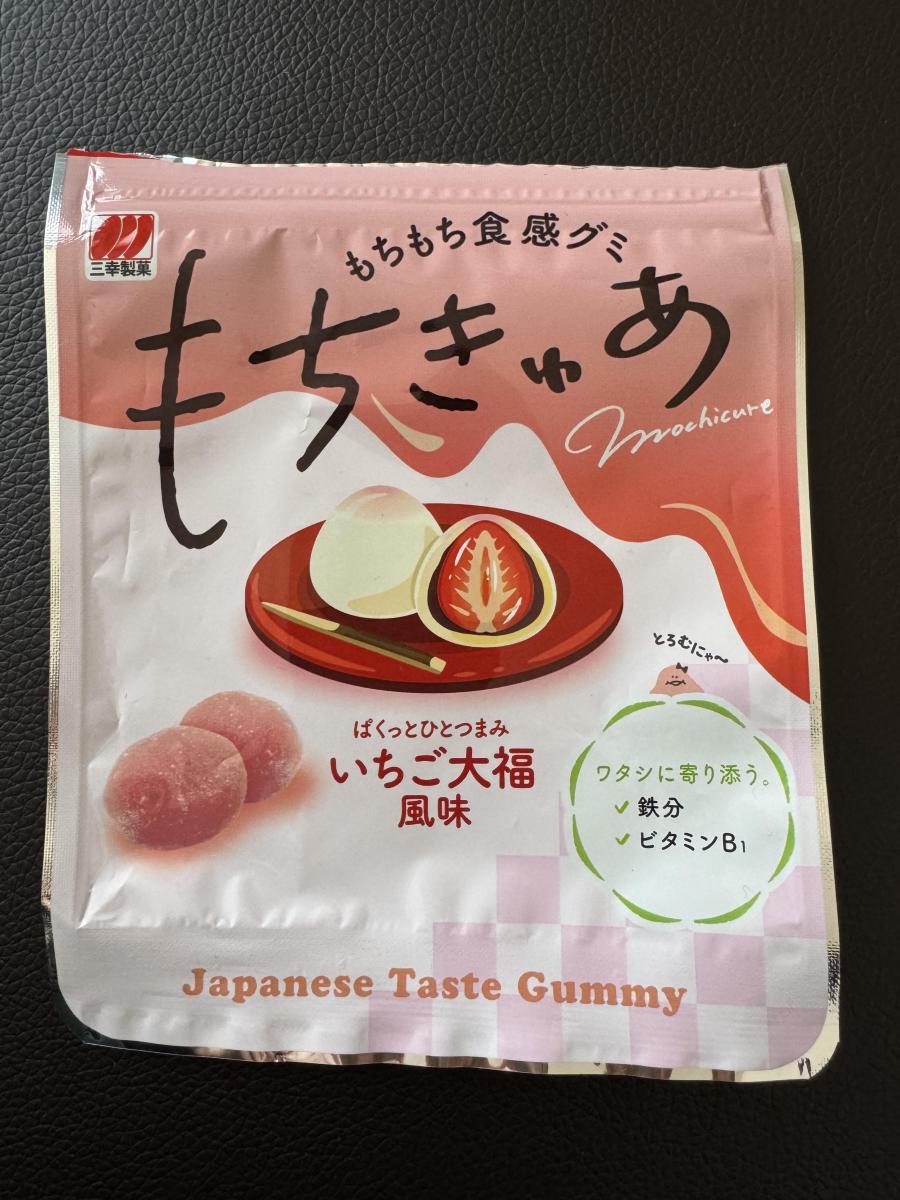 三幸製菓
もちもち食感グミ
もちきゅあ
mochicure
とろむにゃ〜
ぱくっとひとつまみ
いちご大福
風味
ワタシに寄り添う。
鉄分
ビタミンB1
Japanese Taste Gummy